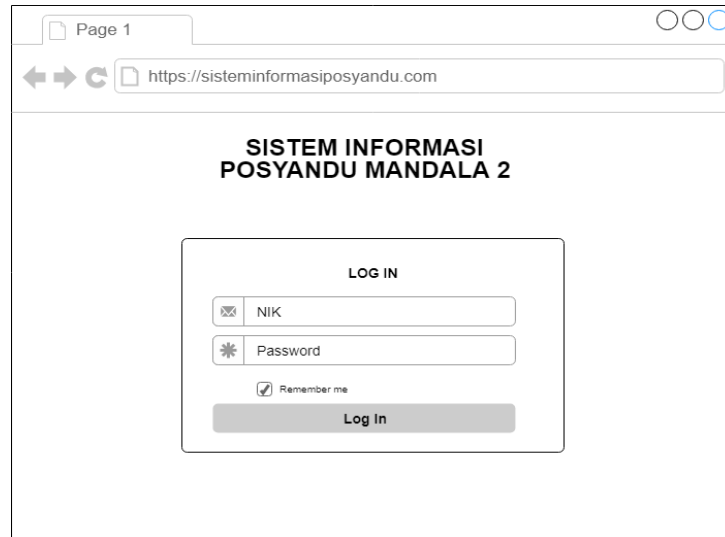 Page 1
https://sisteminformasiposyandu.com
SISTEM INFORMASI
POSYANDU MANDALA 2
LOG IN
NIK
Password
Remember me
Log In